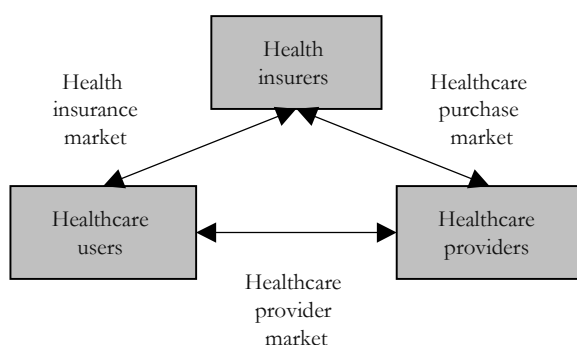 Health
insurers
Health
insurance
market
Healthcare
purchase
market
Healthcare
users
Healthcare
providers
Healthcare
provider
market